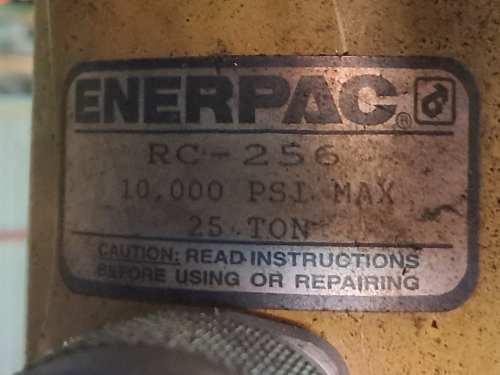 ENERPAC®
RC-256
10,000 PSI MAX
25 TON
CAUTION: READ INSTRUCTIONS
BEFORE USING OR REPAIRING